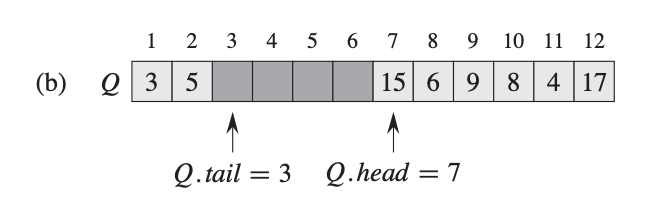 1 2 3 4 5 6 7 8 9 10 11 12
(b) Q 3 5 15 6 9 8 4 17
Q.tail = 3 Q.head = 7